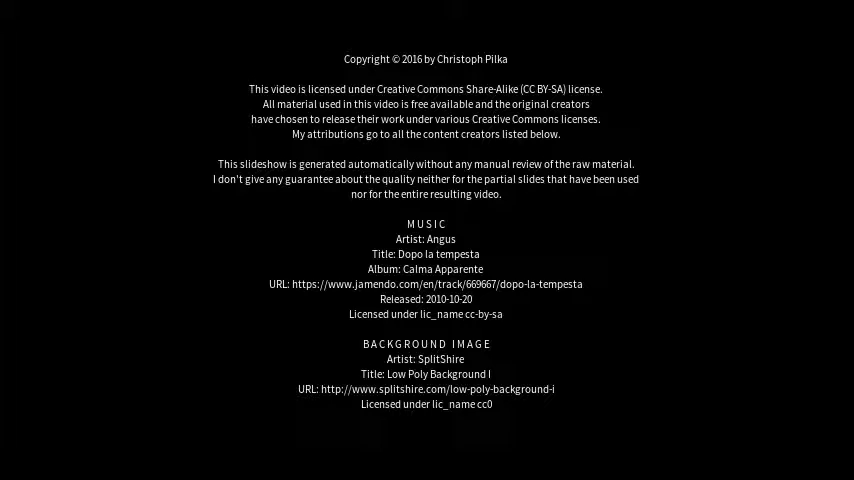 Copyright © 2016 by Christoph Pilka
This video is licensed under Creative Commons Share-Alike (CC BY-SA) license.
All material used in this video is free available and the original creators
have chosen to release their work under various Creative Commons licenses.
My attributions go to all the content creators listed below.
This slideshow is generated automatically without any manual review of the raw material.
I don't give any guarantee about the quality neither for the partial slides that have been used
nor for the entire resulting video.
MUSIC
Artist: Angus
Title: Dopo la tempesta
Album: Calma Apparente
URL: https://www.jamendo.com/en/track/669667/dopo-la-tempesta
Released: 2010-10-20
Licensed under lic_name cc-by-sa
BACKGROUND IMAGE
Artist: SplitShire
Title: Low Poly Background I
URL: http://www.splitshire.com/low-poly-background-i
Licensed under lic_name cc0